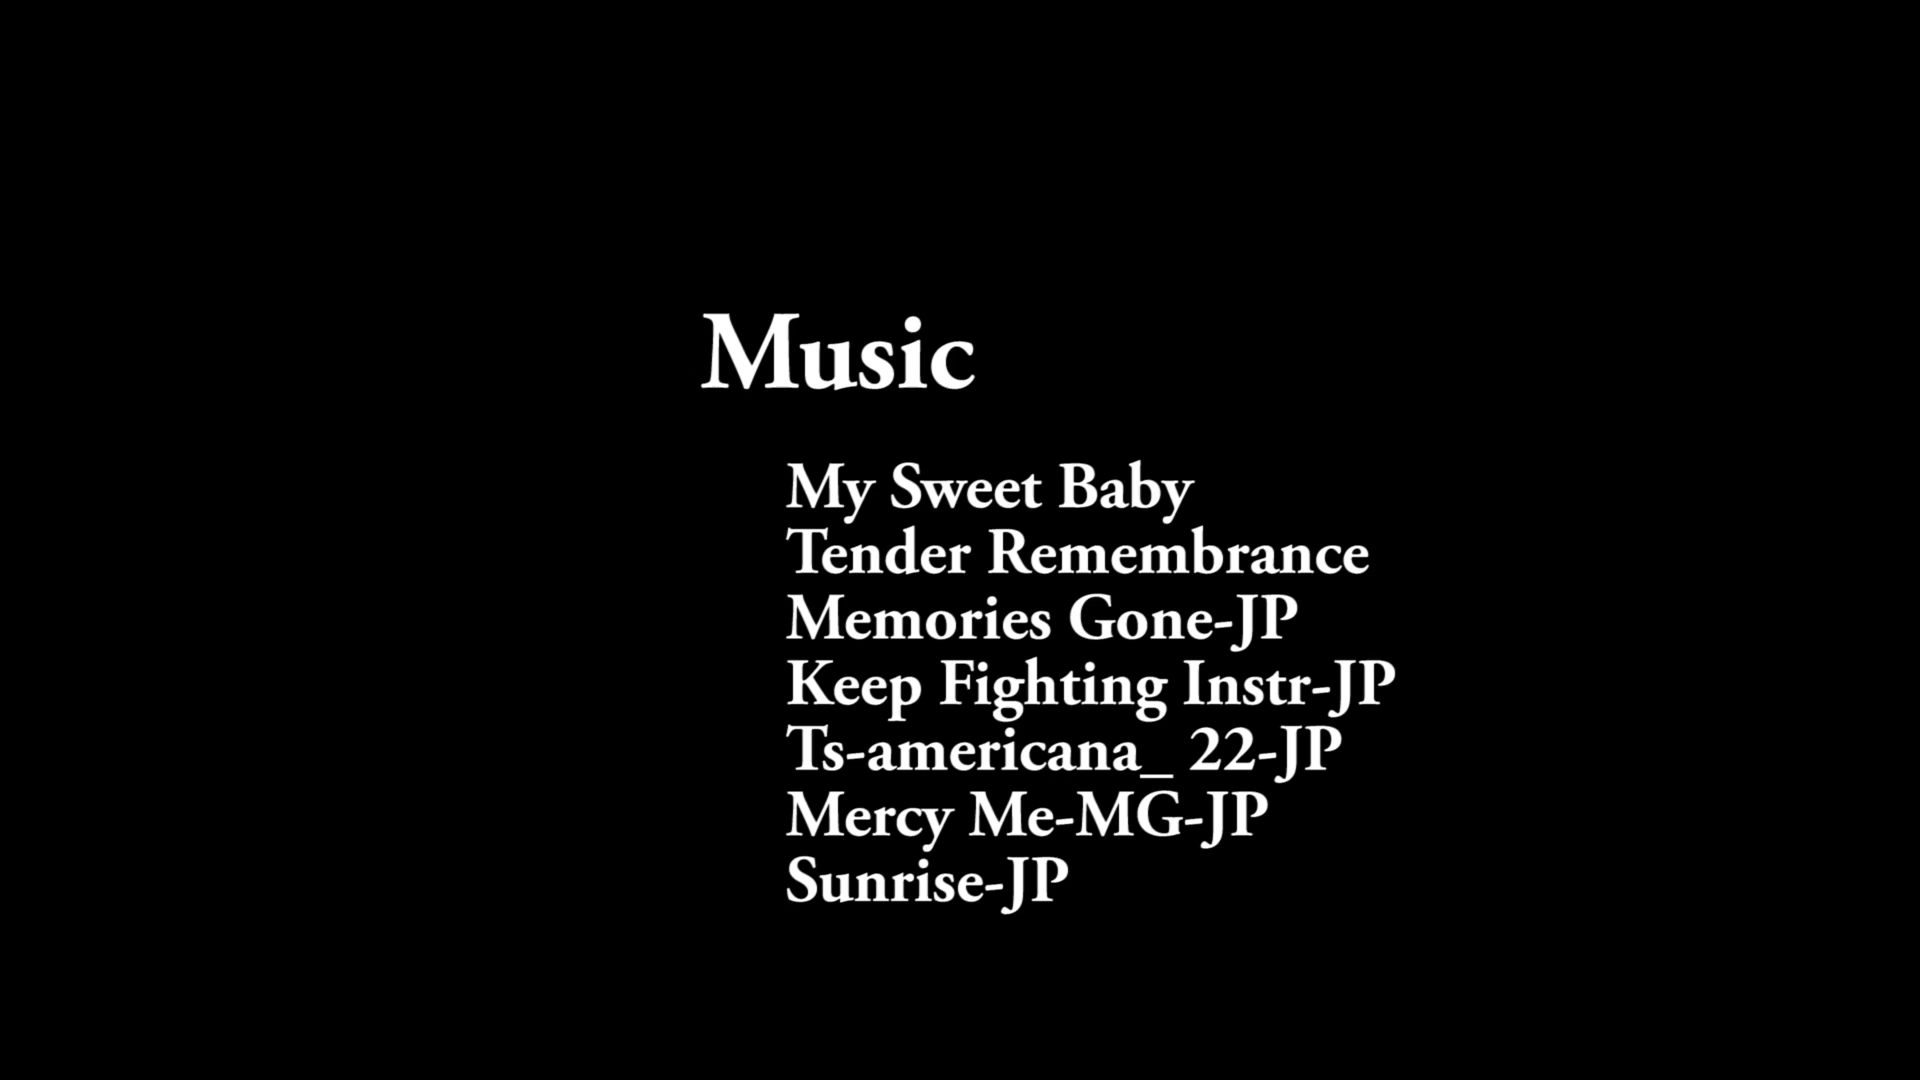 Music
My Sweet Baby
Tender Remembrance
Memories Gone-JP
Keep Fighting Instr-JP
Ts-americana_ 22-JP
Mercy Me-MG-JP
Sunrise-JP